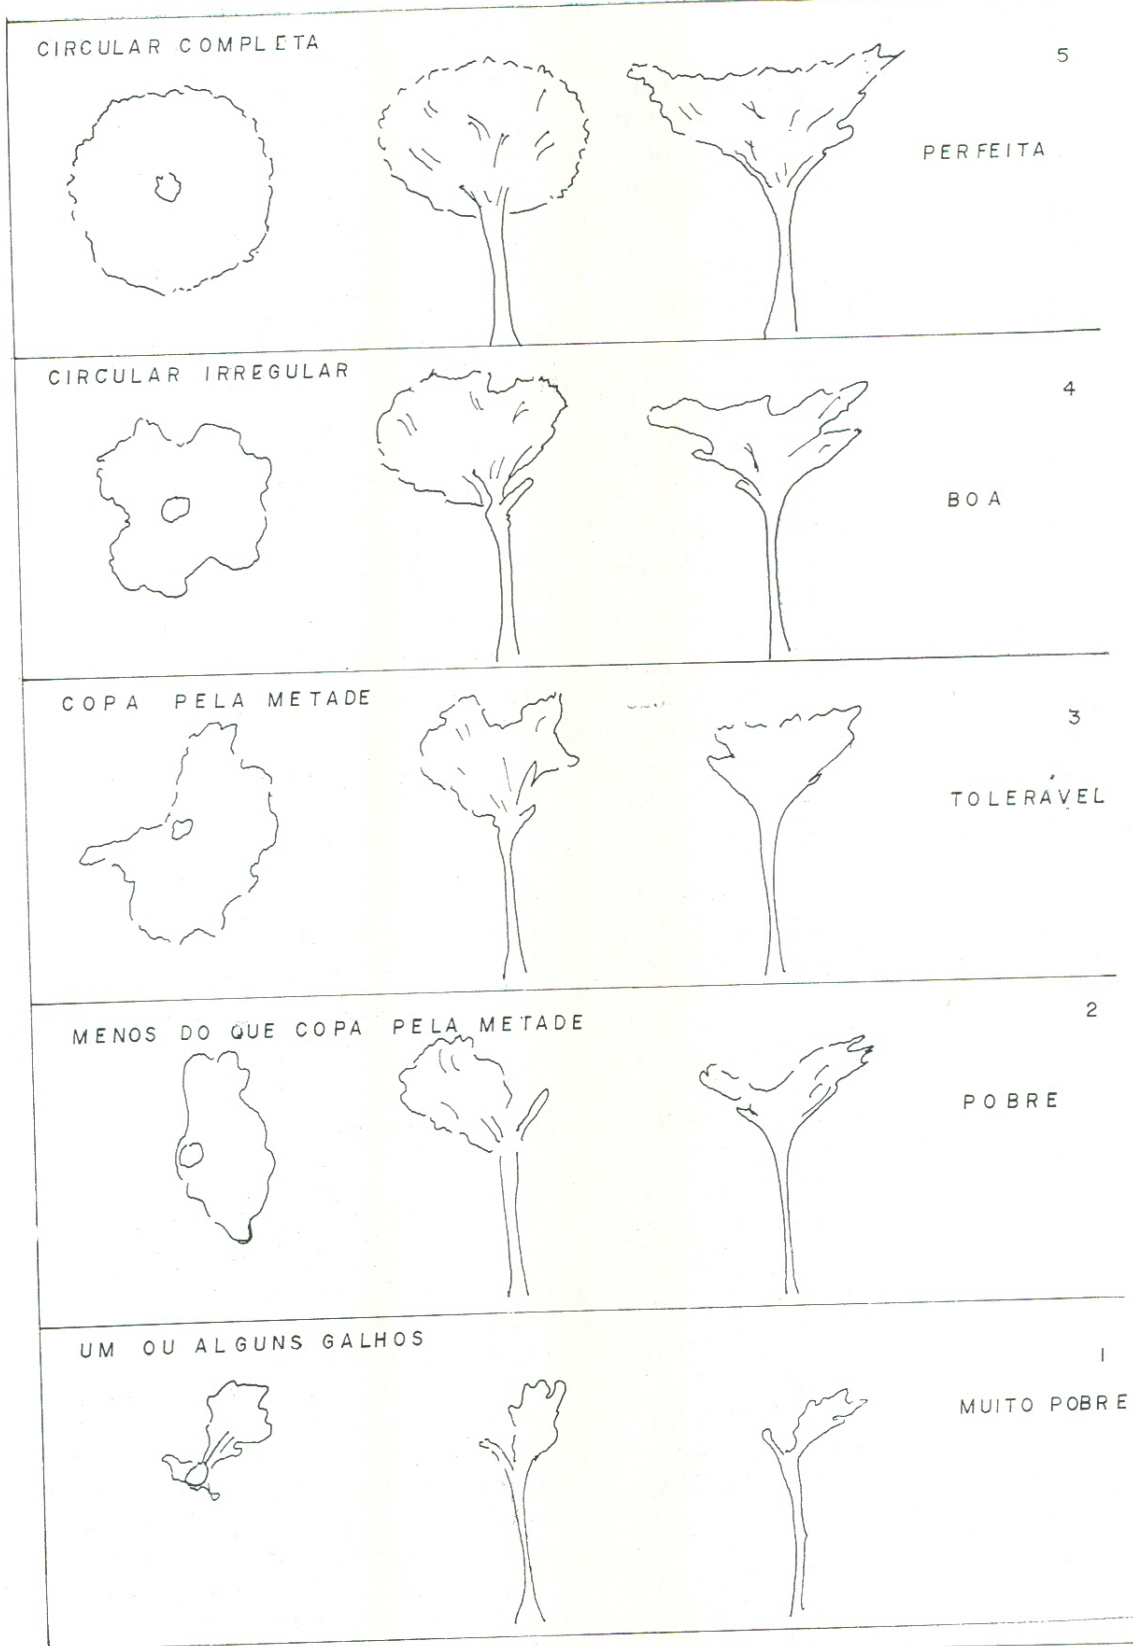 CIRCULAR COMPLETA
5
PERFEITA
CIRCULAR IRREGULAR
4
BOA
COPA PELA METADE
3
TOLERÁVEL
MENOS DO QUE COPA PELA METADE
2
POBRE
UM OU ALGUNS GALHOS
1
MUITO POBRE